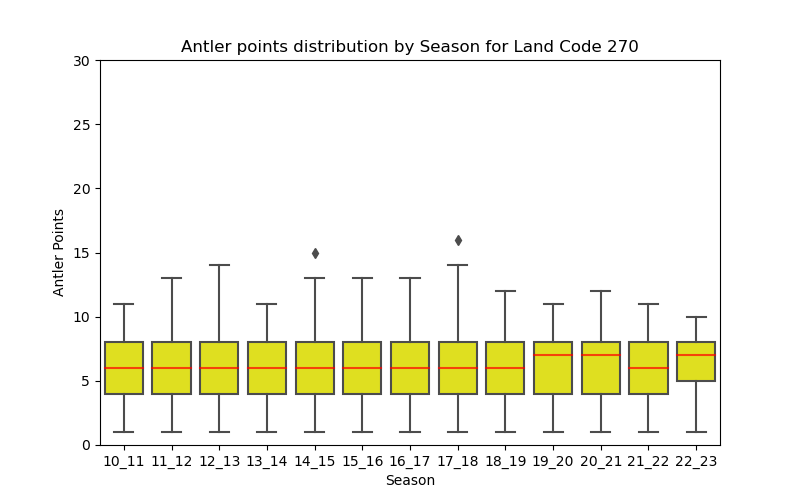 Antler points distribution by Season for Land Code 270
30
25
20
15
10
5
0
Antler Points
10_11 11_12 12_13 13_14 14_15 15_16 16_17 17_18 18_19 19_20 20_21 21_22 22_23
Season